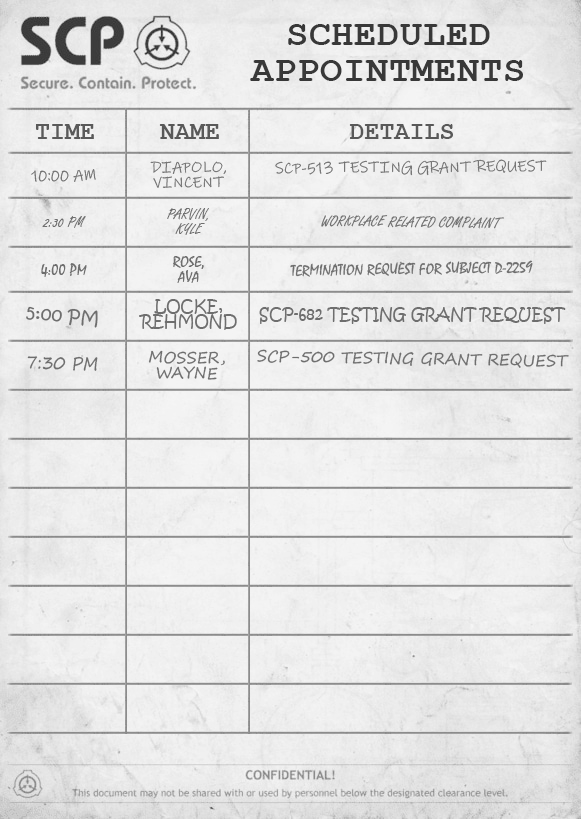 SCP
Secure. Contain. Protect.
SCHEDULED
APPOINTMENTS
TIME NAME DETAILS
10:00 AM DIAPOLO, VINCENT SCP-513 TESTING GRANT REQUEST
2:30 PM PARVIN, KYLE WORKPLACE RELATED COMPLAINT
4:00 PM ROSE, AVA TERMINATION REQUEST FOR SUBJECT D-2259
5:00 PM LOCKE, REHMOND SCP-682 TESTING GRANT REQUEST
7:30 PM MOSSER, WAYNE SCP-500 TESTING GRANT REQUEST
CONFIDENTIAL!
This document may not be shared with or used by personnel below the designated clearance level.